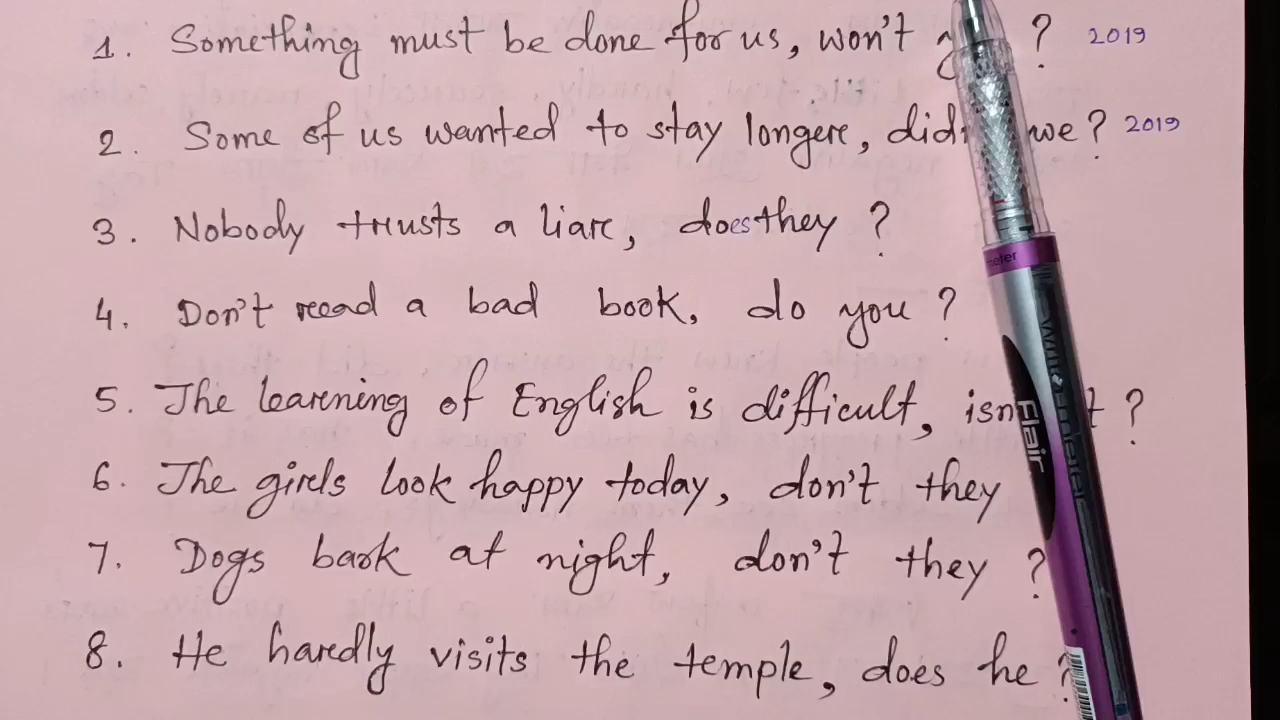 1. Something must be done for us, won't ? 2019
2. Some of us wanted to stay longer, we? 2019
3. Nobody trusts a liar, does they ?
4. Don't read a bad book, do you ?
5. The learning of English is difficult, ?
6. The girls look happy today, don't they
7. Dogs bark at night, don't they ?
8. He hardly visits the temple, does he ?
Flair